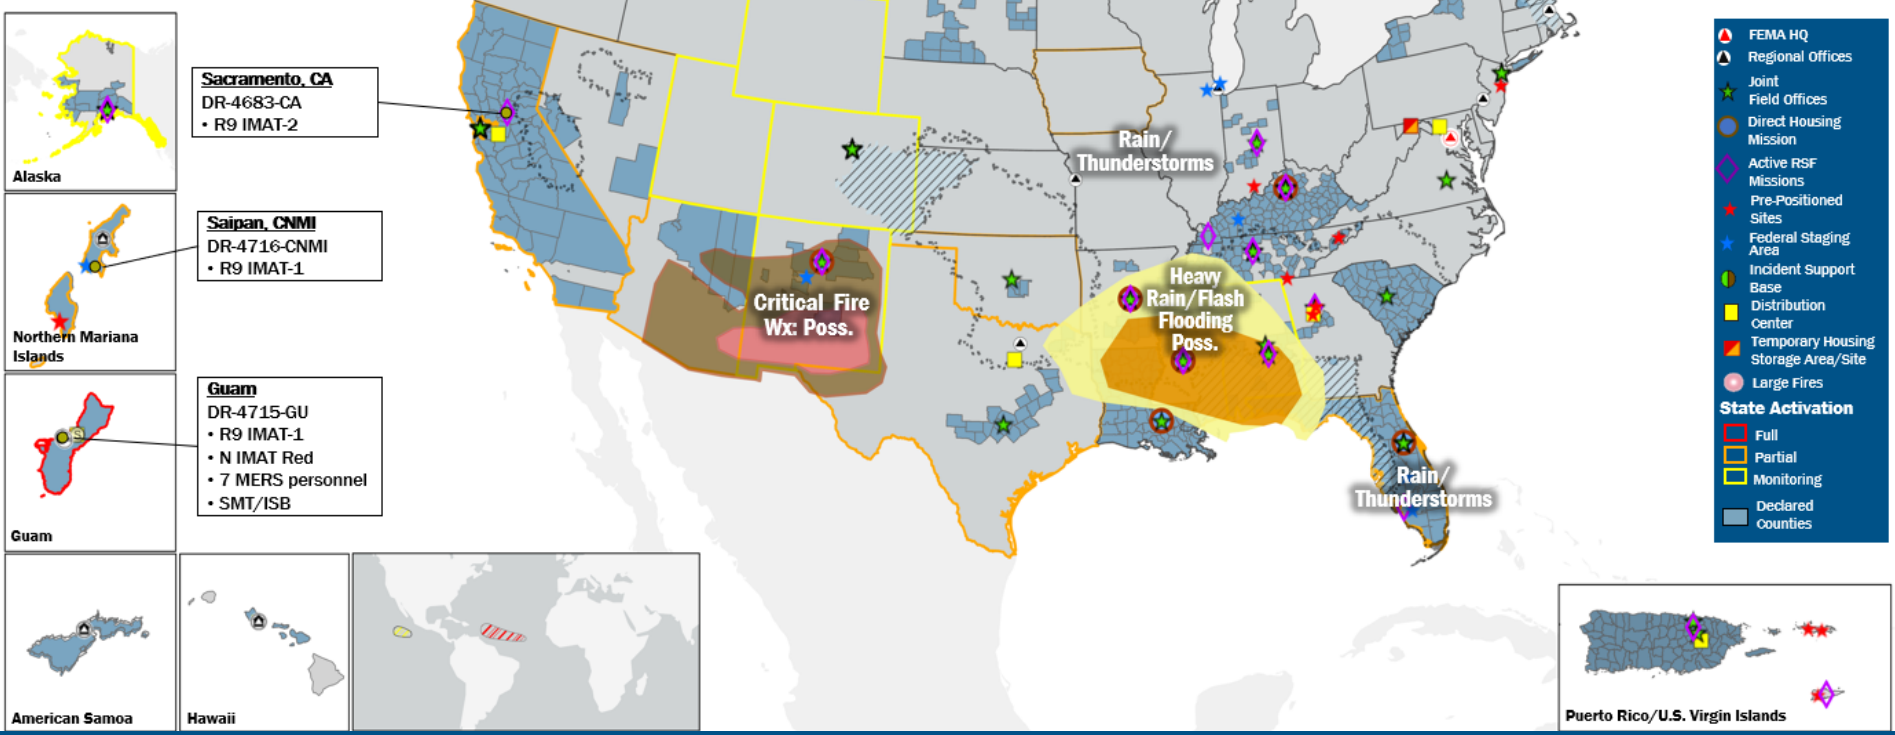 Alaska
Sacramento, CA
DR-4683-CA
• R9 IMAT-2
Saipan, CNMI
DR-4716-CNMI
• R9 IMAT-1
Northern Mariana
Islands
Guam
DR-4715-GU
• R9 IMAT-1
• N IMAT Red
• 7 MERS personnel
• SMT/ISB
S
Guam
American Samoa
Hawaii
Rain/
Thunderstorms
Critical Fire
Wx: Poss.
Heavy
Rain/Flash
Flooding
Poss.
Rain/
Thunderstorms
FEMA HQ
Regional Offices
Joint
Field Offices
Direct Housing
Mission
Active RSF
Missions
Pre-Positioned
Sites
Federal Staging
Area
Incident Support
Base
Distribution
Center
Temporary Housing
Storage Area/Site
Large Fires
State Activation
Full
Partial
Monitoring
Declared
Counties
Puerto Rico/U.S. Virgin Islands